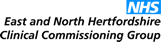 NHS
East and North Hertfordshire
Clinical Commissioning Group